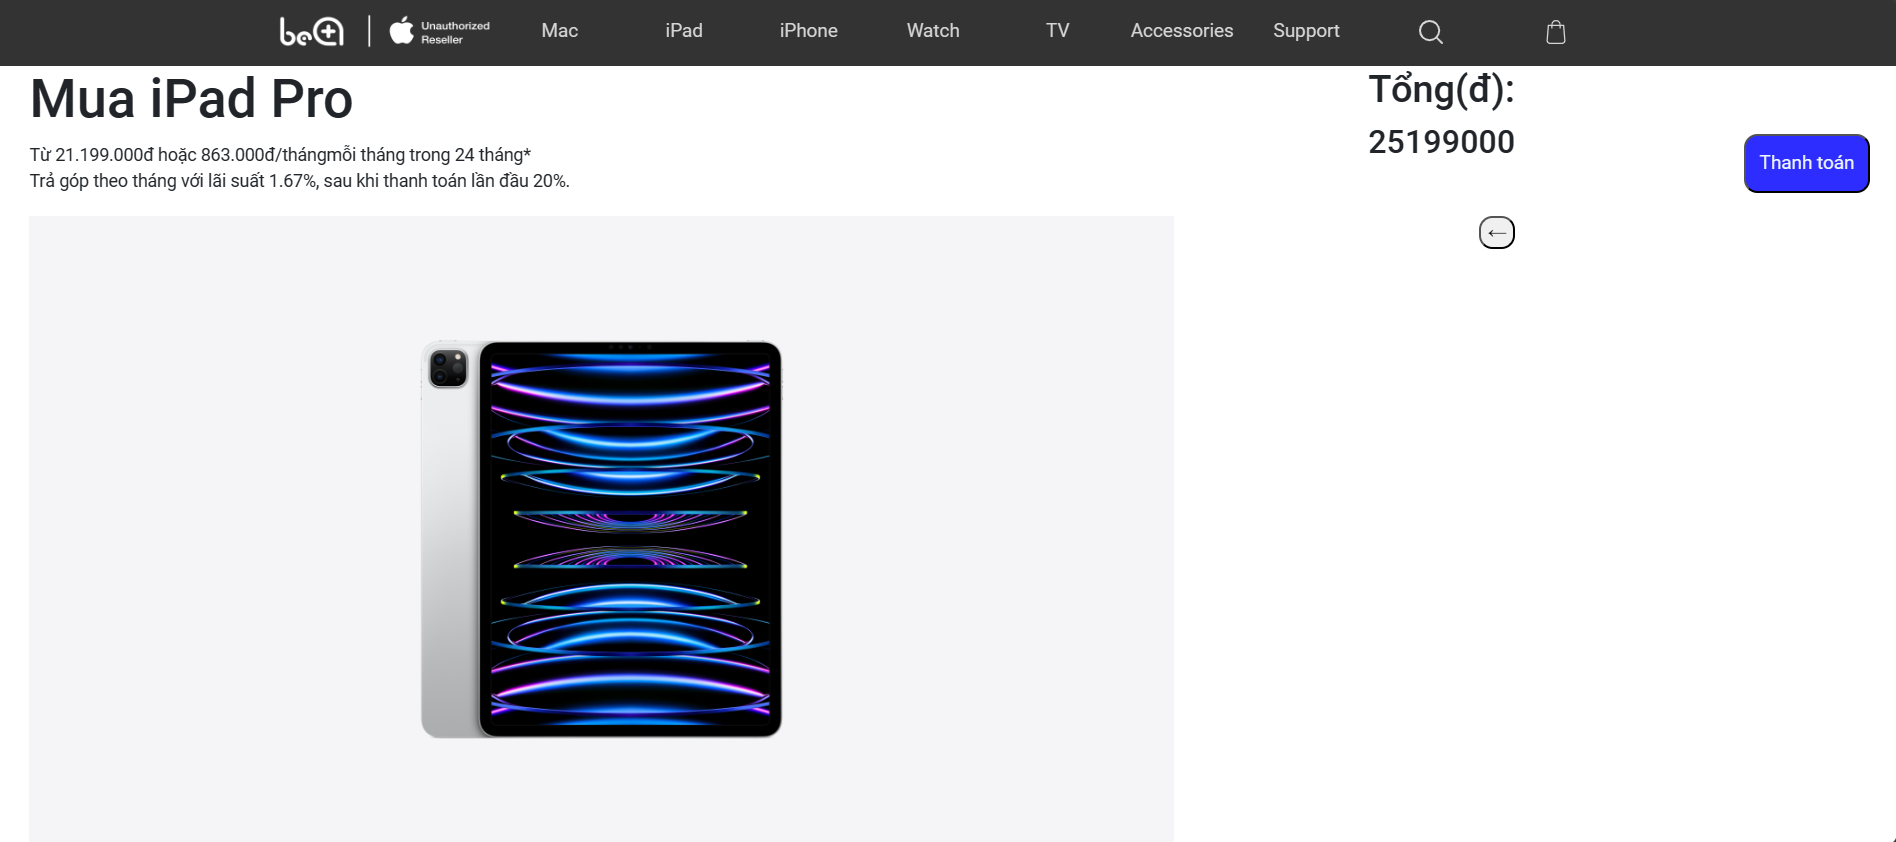 beA
Unauthorized
Reseller
Mac
iPad
iPhone
Watch
TV
Accessories
Support
Mua iPad Pro
Từ 21.199.000đ hoặc 863.000đ/thángmỗi tháng trong 24 tháng*
Trả góp theo tháng với lãi suất 1.67%, sau khi thanh toán lần đầu 20%.
Tổng(đ):
25199000
Thanh toán
←